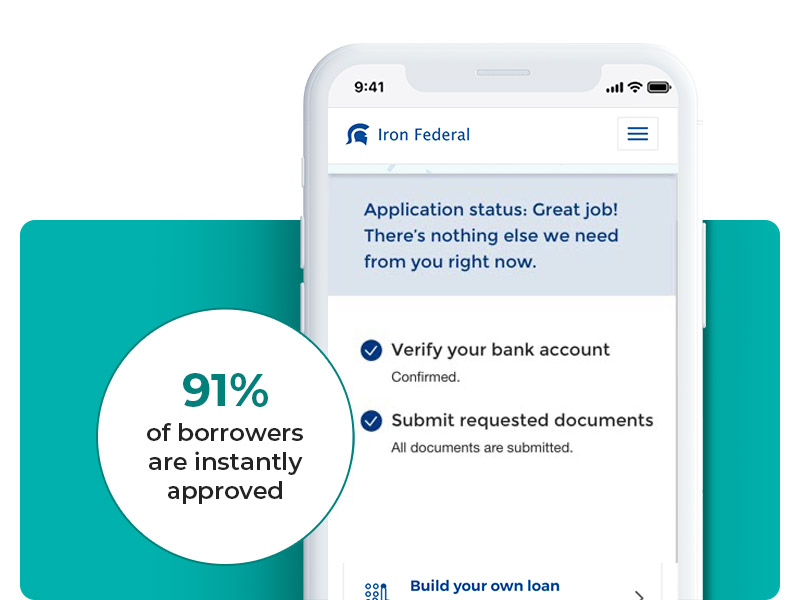 9:41
Iron Federal
Application status: Great job!
There's nothing else we need
from you right now.
Verify your bank account
Confirmed.
Submit requested documents
All documents are submitted.
91%
of borrowers
are instantly
approved
Build your own loan